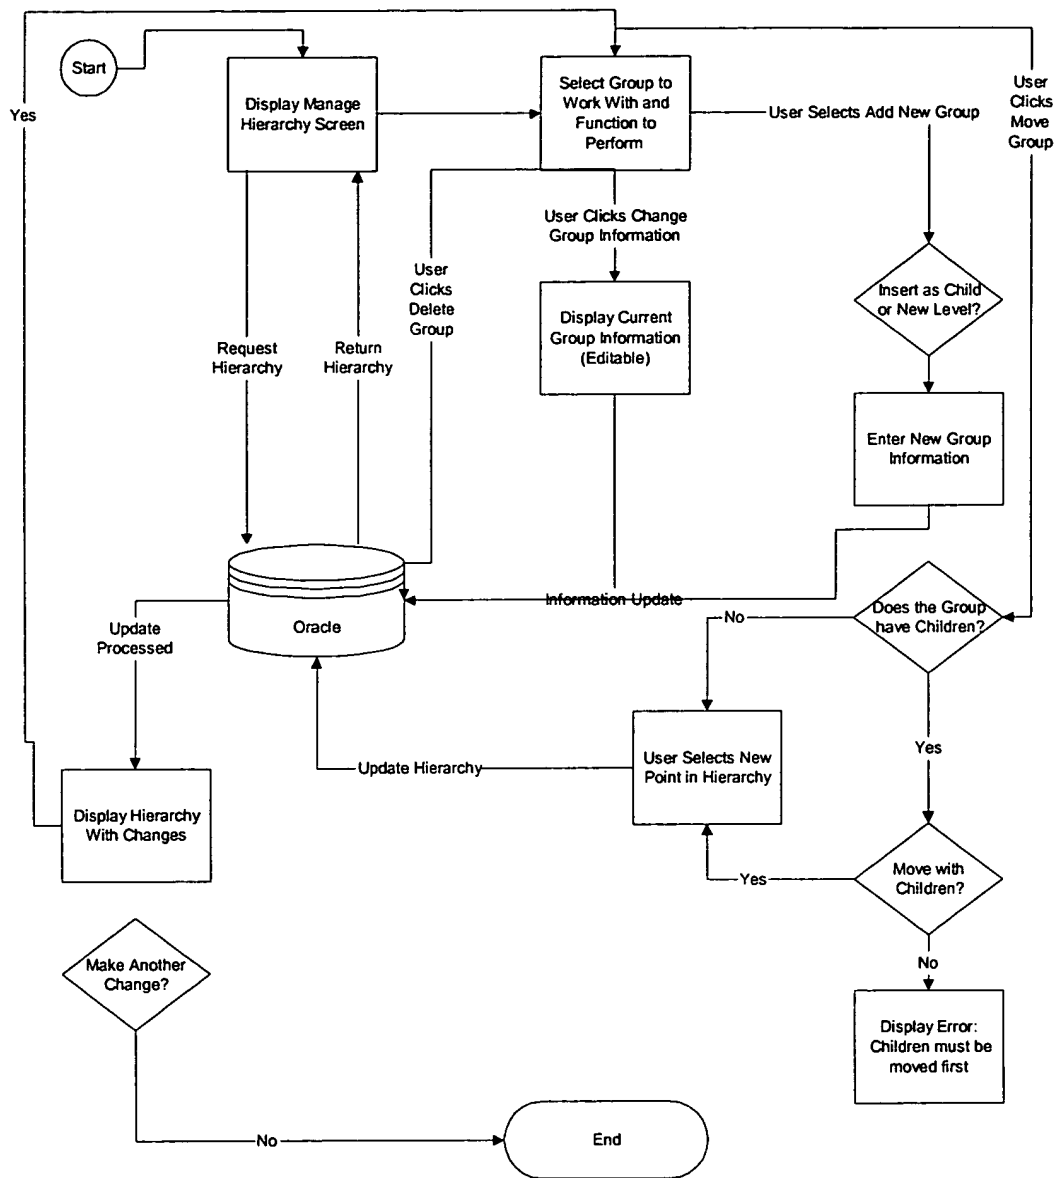 Start
Display Manage
Hierarchy Screen
Select Group to
Work With and
Function to
Perform
User Selects Add New Group
User
Clicks
Move
Group
Yes
User Clicks Change
Group Information
User
Clicks
Delete
Group
Insert as Child
or New Level?
Display Current
Group Information
(Editable)
Request
Hierarchy
Return
Hierarchy
Enter New Group
Information
Information Update
Oracle
Does the Group
have Children?
No
Update
Processed
Yes
User Selects New
Point in Hierarchy
Update Hierarchy
Display Hierarchy
With Changes
Move with
Children?
Yes
No
Make Another
Change?
Display Error:
Children must be
moved first
No
End